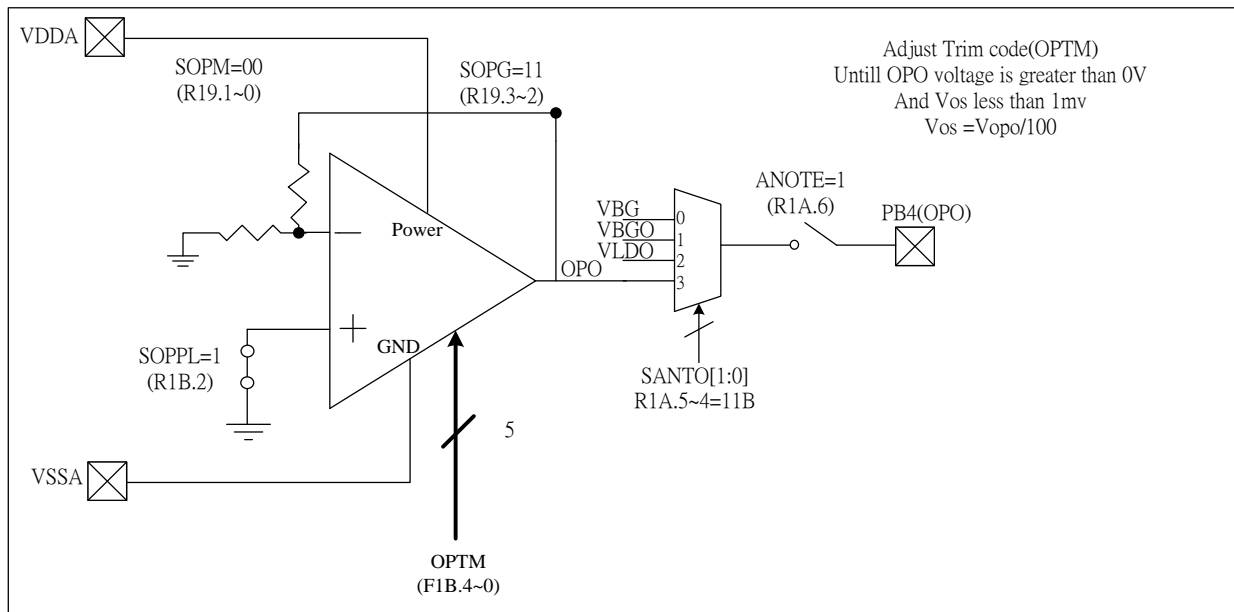 VDDA
SOPM=00
(R19.1~0)
SOPG=11
(R19.3~2)
Adjust Trim code(OPTM)
Untill OPO voltage is greater than 0V
And Vos less than 1mv
Vos =Vopo/100
Power
VBG
VBGO
VLDO
OPO
0
1
2
3
ANOTE=1
(R1A.6)
PB4(OPO)
GND
SOPPL=1
(R1B.2)
SANTO[1:0]
R1A.5~4=11B
5
VSSA
OPTM
(F1B.4~0)